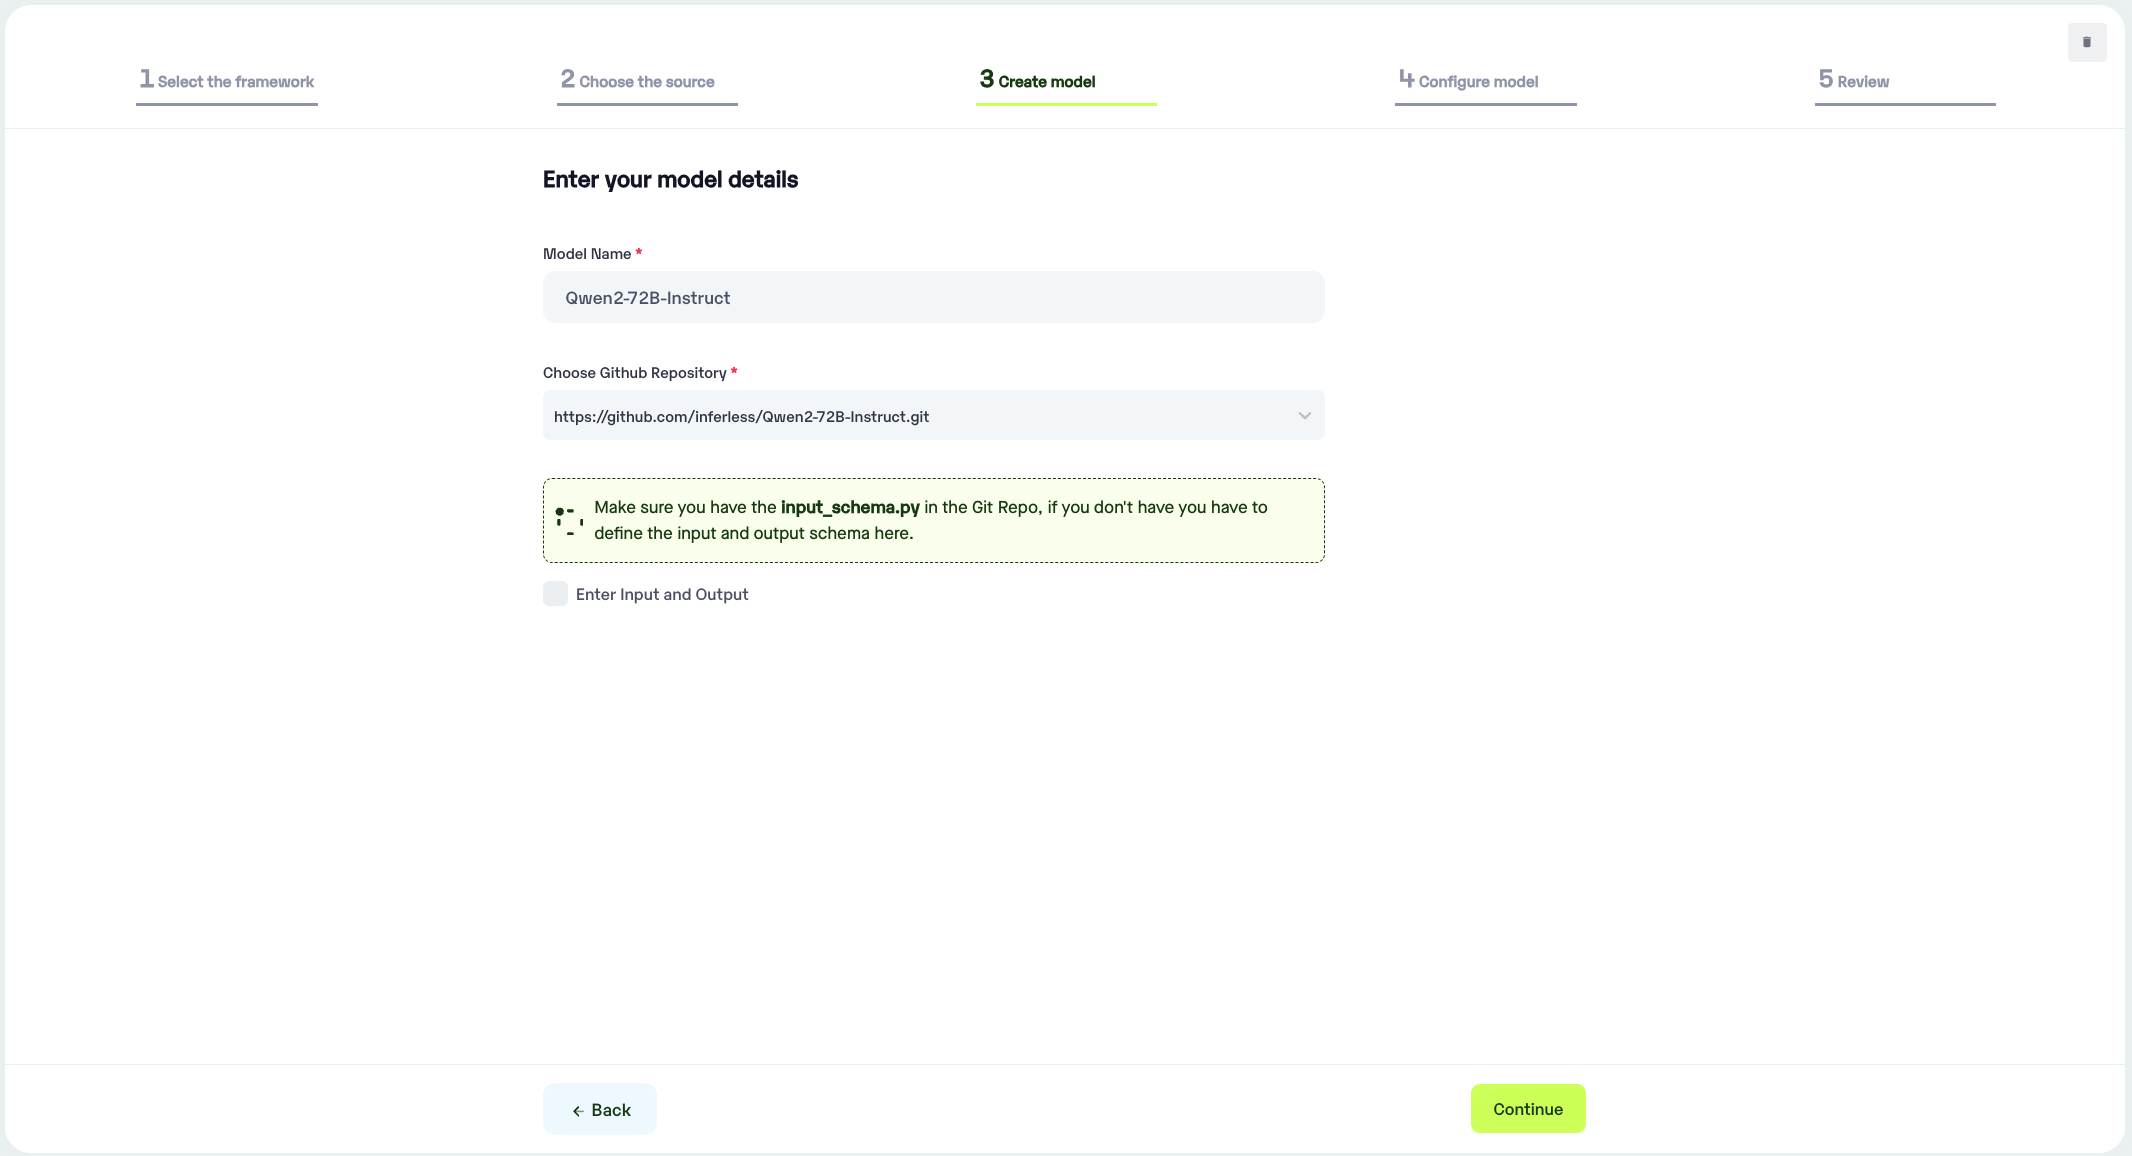 1 Select the framework
2 Choose the source
3 Create model
4 Configure model
5 Review
Enter your model details
Model Name *
Qwen2-72B-Instruct
Choose Github Repository *
https://github.com/inferless/Qwen2-72B-Instruct.git
Make sure you have the input_schema.py in the Git Repo, if you don't have you have to
define the input and output schema here.
Enter Input and Output
← Back
Continue